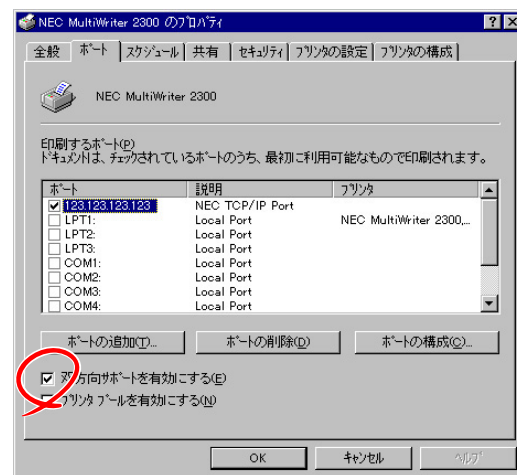 NEC MultiWriter 2300 のプロパティ
全般 ポート スケジュール 共有 セキュリティ プリンタの設定 プリンタの構成
NEC MultiWriter 2300
印刷するポート(P)
ドキュメントは、チェックされているポートのうち、最初に利用可能なもので印刷されます。
ポート 説明 プリンタ
123.123.123.123 NEC TCP/IP Port
LPT1: Local Port NEC MultiWriter 2300,...
LPT2: Local Port
LPT3: Local Port
COM1: Local Port
COM2: Local Port
COM3: Local Port
COM4: Local Port
ポートの追加(T)... ポートの削除(D) ポートの構成(C)...
双方向サポートを有効にする(E)
プリンタ プールを有効にする(N)
OK キャンセル ヘルプ